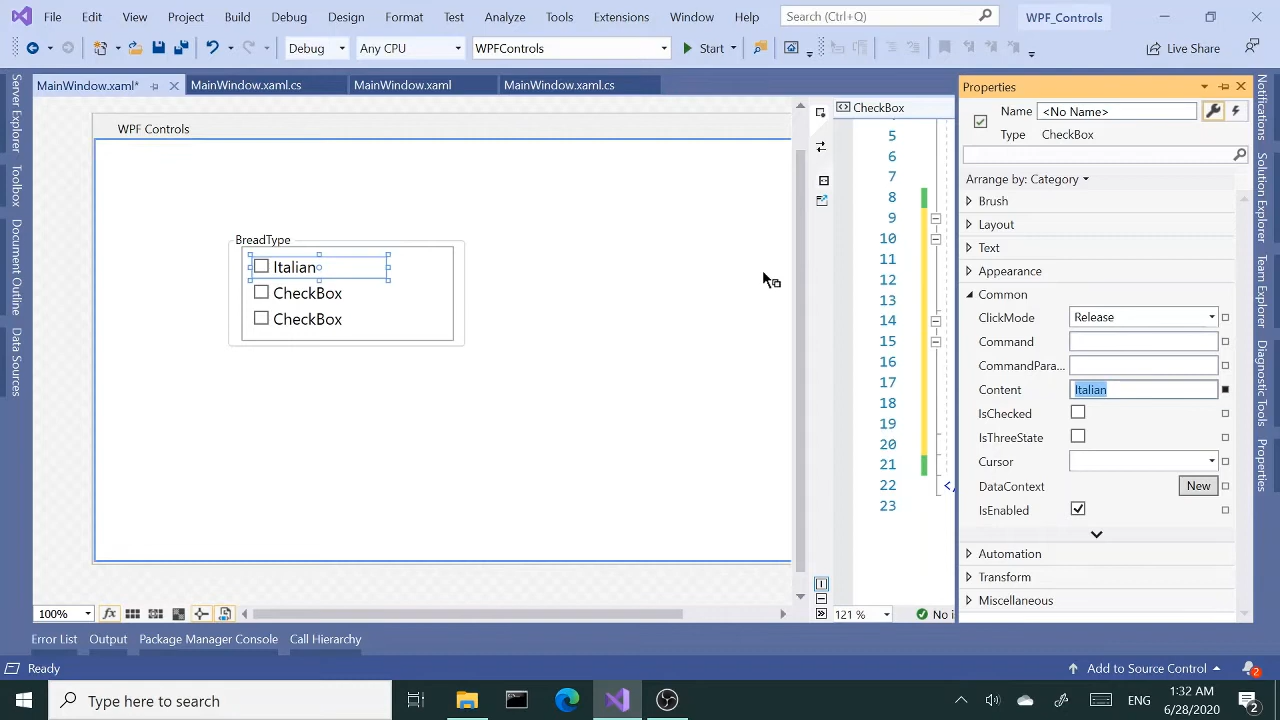 File Edit View Project Build Debug Design Format Test Analyze Tools Extensions Window Help Search (Ctrl+Q) WPF_Controls
Debug Any CPU WPFControls Start Live Share
MainWindow.xaml* MainWindow.xaml.cs MainWindow.xaml MainWindow.xaml.cs
Server Explorer
Toolbox
Document Outline
Data Sources
WPF Controls
BreadType
Italian
CheckBox
CheckBox
CheckBox
5
6
7
8
9
10
11
12
13
14
15
16
17
18
19
20
21
22 </
23
100%
121 % No i
Properties
Name <No Name>
Type CheckBox
Arrange by: Category
Brush
Layout
Text
Appearance
Common
ClickMode Release
Command
CommandPara...
Content Italian
IsChecked
IsThreeState
Cursor
DataContext New
IsEnabled
Automation
Transform
Miscellaneous
Notifications
Solution Explorer
Team Explorer
Diagnostic Tools
Properties
Error List Output Package Manager Console Call Hierarchy
Ready Add to Source Control 2
Type here to search ENG 1:32 AM
6/28/2020 2